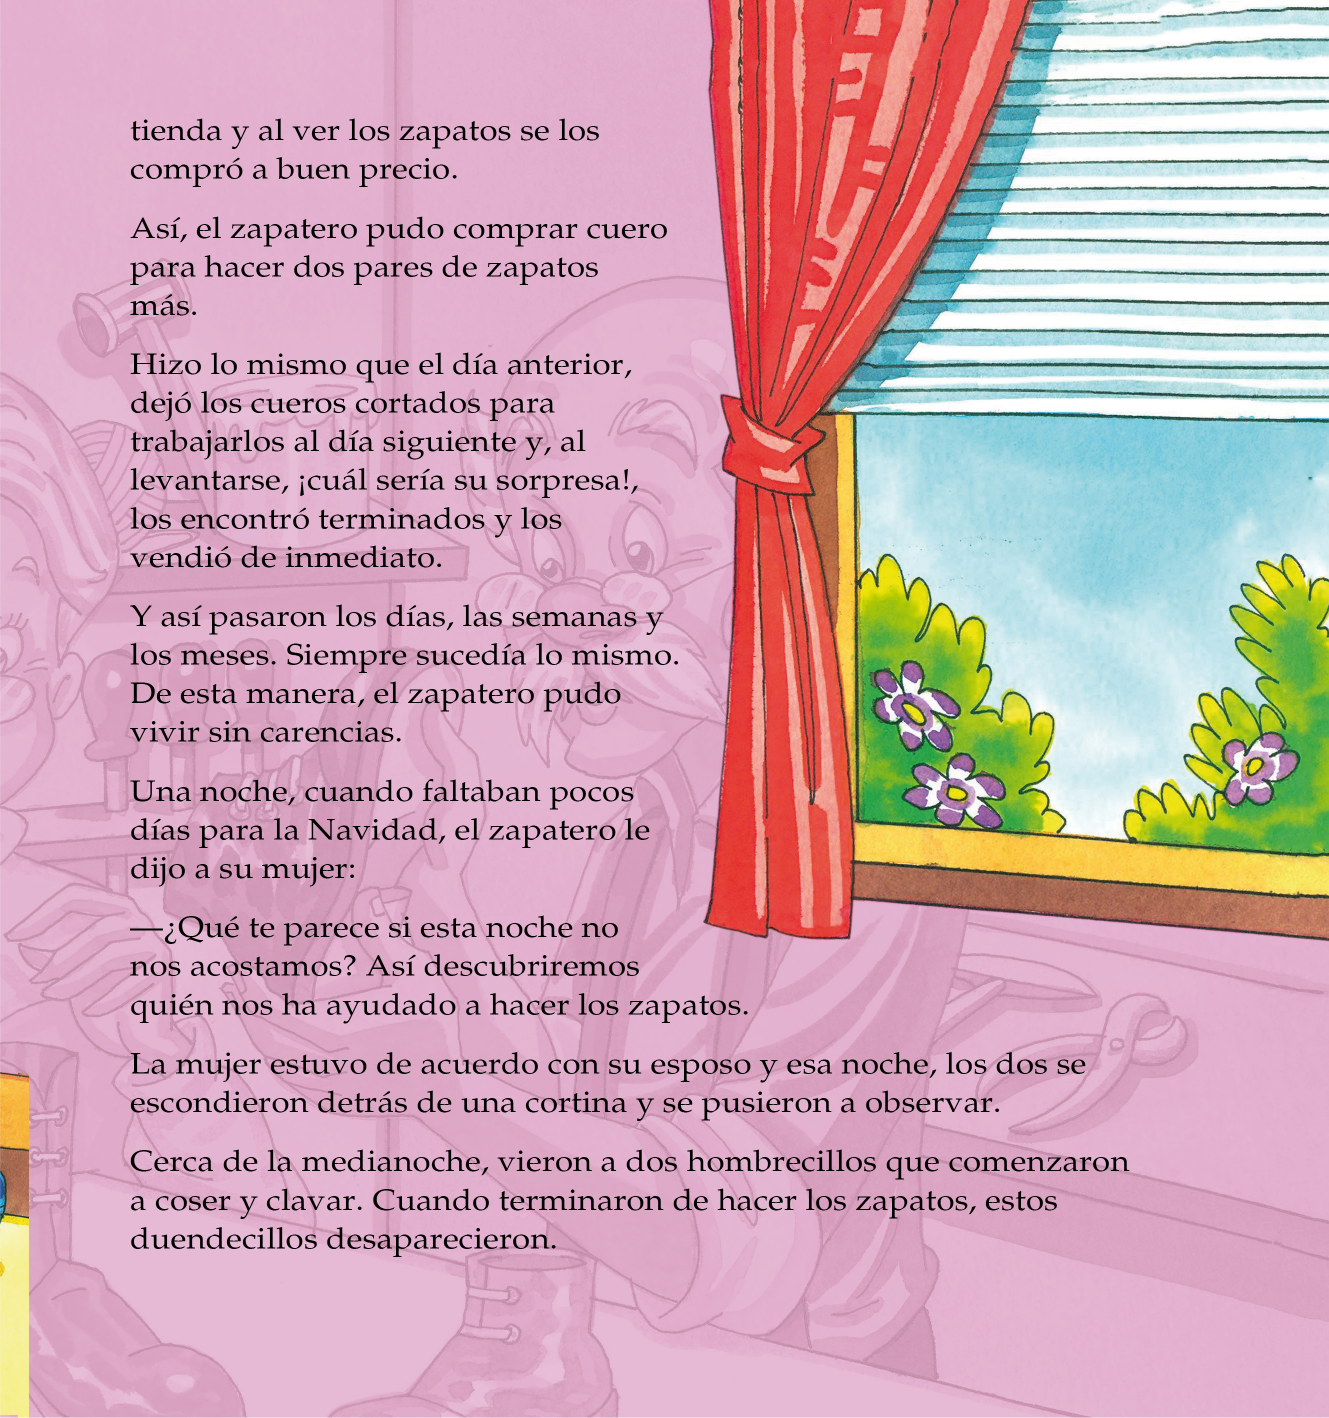 tienda y al ver los zapatos se los
compró a buen precio.
Así, el zapatero pudo comprar cuero
para hacer dos pares de zapatos
más.
Hizo lo mismo que el día anterior,
dejó los cueros cortados para
trabajarlos al día siguiente y, al
levantarse, ¡cuál sería su sorpresa!,
los encontró terminados y los
vendió de inmediato.
Y así pasaron los días, las semanas y
los meses. Siempre sucedía lo mismo.
De esta manera, el zapatero pudo
vivir sin carencias.
Una noche, cuando faltaban pocos
días para la Navidad, el zapatero le
dijo a su mujer:
—¿Qué te parece si esta noche no
nos acostamos? Así descubriremos
quién nos ha ayudado a hacer los zapatos.
La mujer estuvo de acuerdo con su esposo y esa noche, los dos se
escondieron detrás de una cortina y se pusieron a observar.
Cerca de la medianoche, vieron a dos hombrecillos que comenzaron
a coser y clavar. Cuando terminaron de hacer los zapatos, estos
duendecillos desaparecieron.